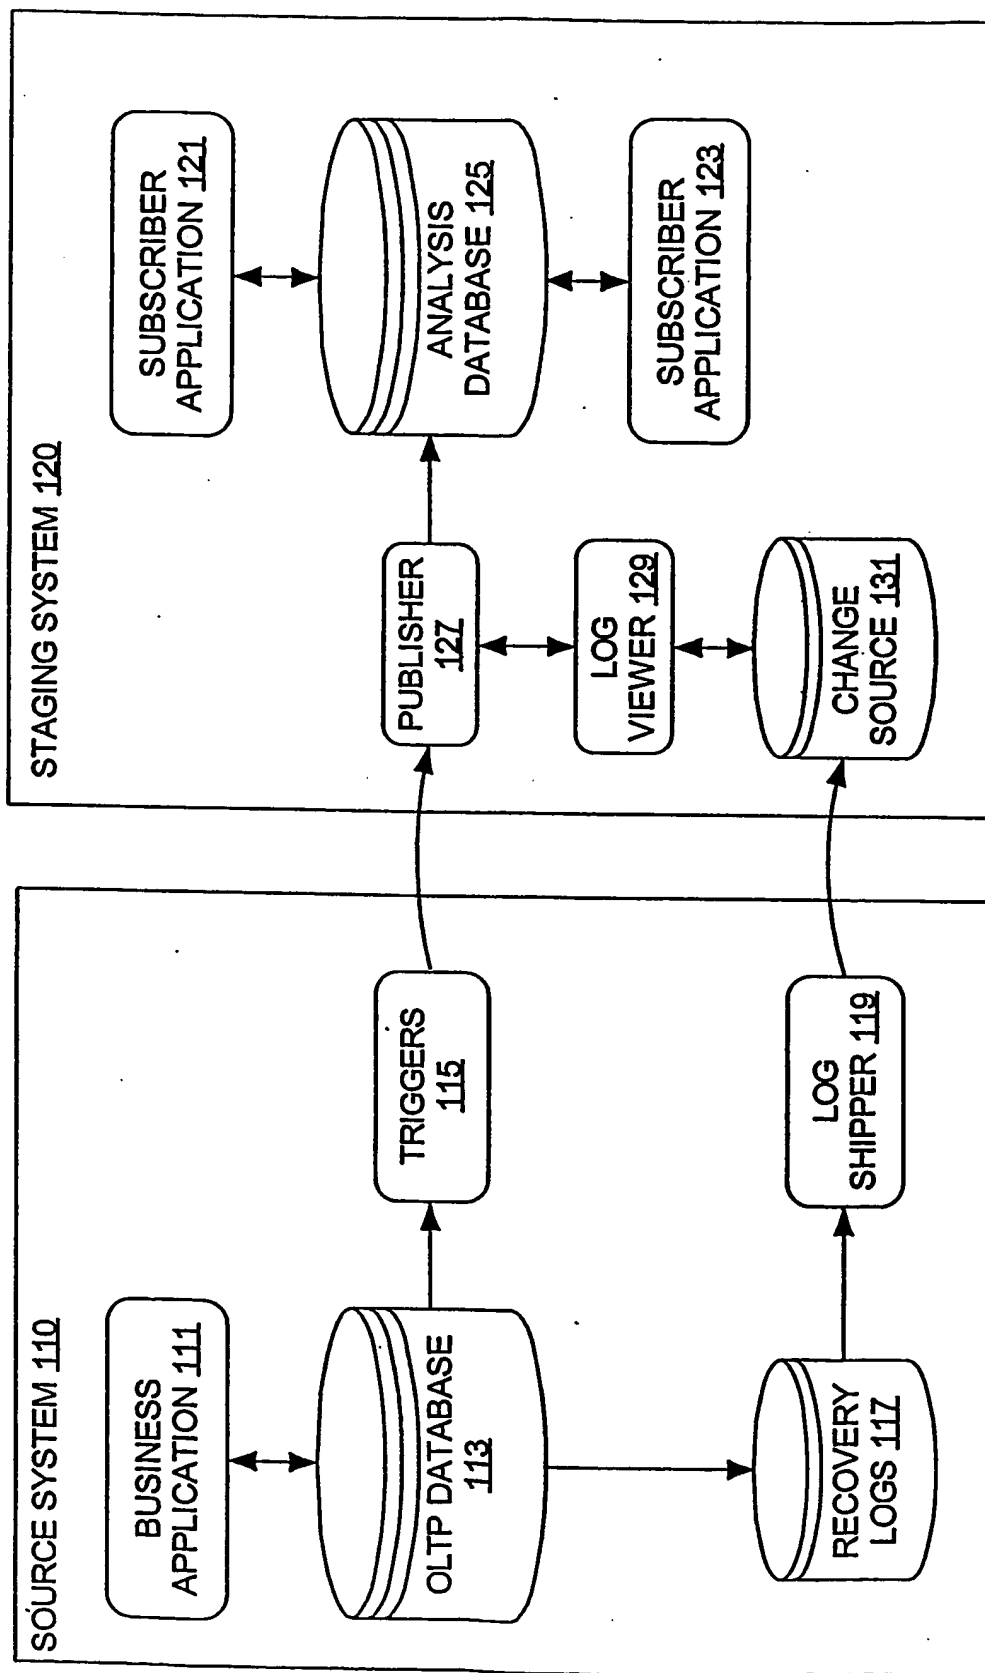 SOURCE SYSTEM 110
BUSINESS
APPLICATION 111
OLTP DATABASE
113
TRIGGERS
115
RECOVERY
LOGS 117
LOG
SHIPPER 119
STAGING SYSTEM 120
SUBSCRIBER
APPLICATION 121
PUBLISHER
127
ANALYSIS
DATABASE 125
LOG
VIEWER 129
SUBSCRIBER
APPLICATION 123
CHANGE
SOURCE 131